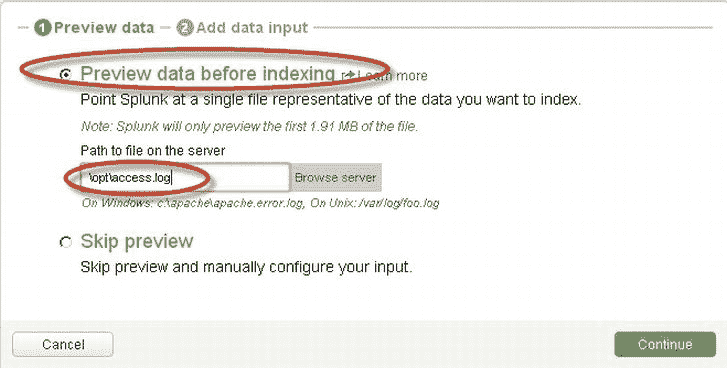 1 Preview data 2 Add data input
Preview data before indexing Learn more
Point Splunk at a single file representative of the data you want to index.
Note: Splunk will only preview the first 1.91 MB of the file.
Path to file on the server
\opt\access.log Browse server
On Windows: c:\apache\apache.error.log, On Unix: /var/log/foo.log
Skip preview
Skip preview and manually configure your input.
Cancel Continue